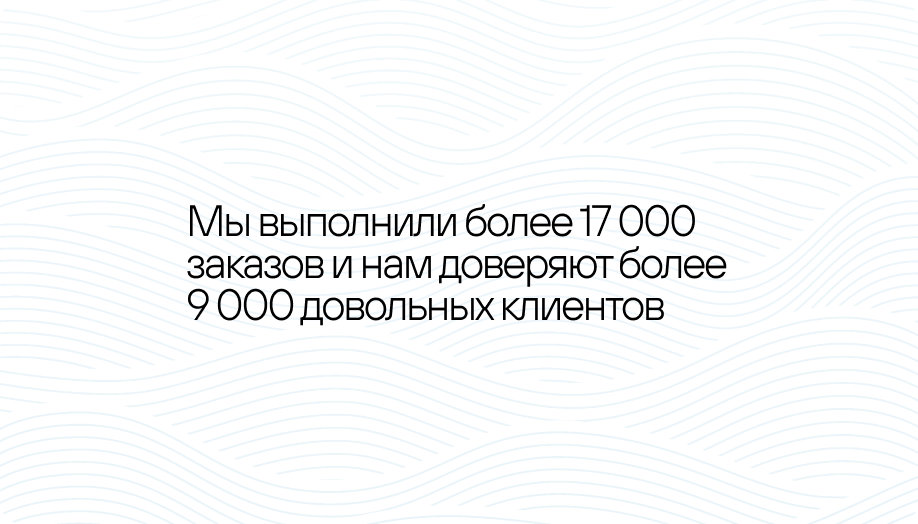 Мы выполнили более 17 000
заказов и нам доверяют более
9 000 довольных клиентов